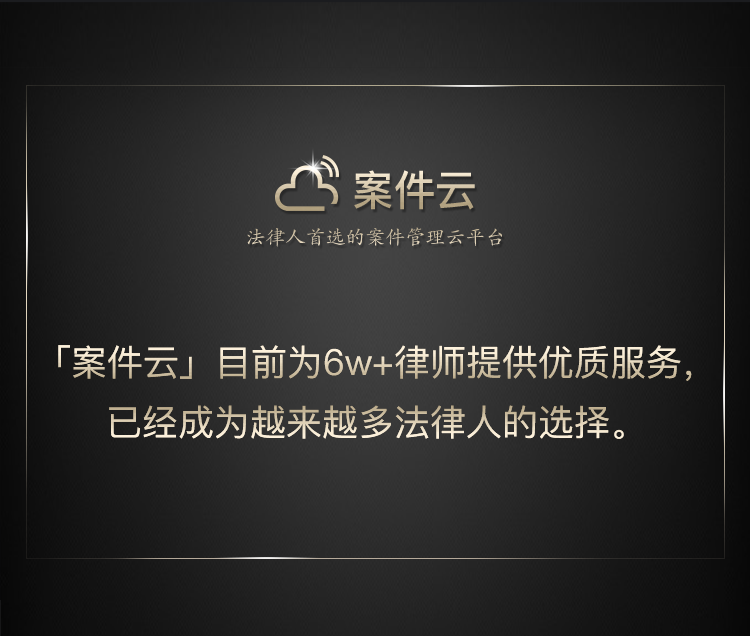 案件云
法律人首选的案件管理云平台
「案件云」目前为6w+律师提供优质服务，
已经成为越来越多法律人的选择。